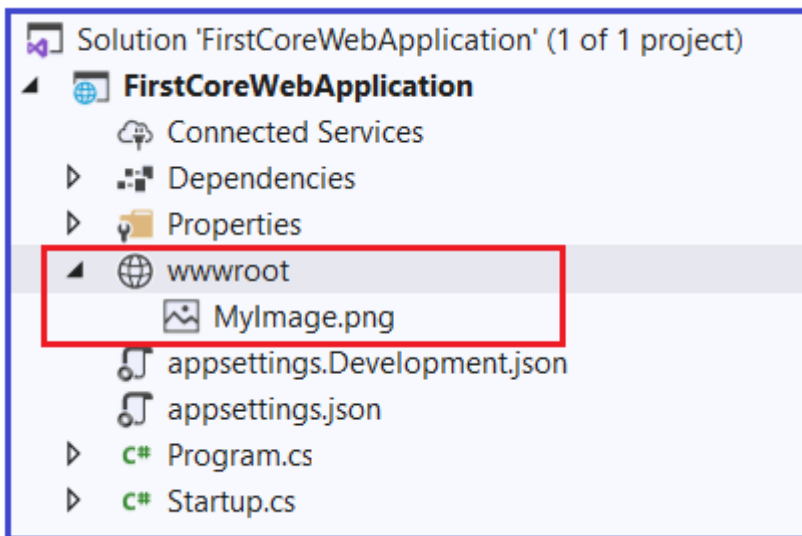 Solution 'FirstCoreWebApplication' (1 of 1 project)
FirstCoreWebApplication
Connected Services
Dependencies
Properties
wwwroot
MyImage.png
appsettings.Development.json
appsettings.json
C# Program.cs
C# Startup.cs